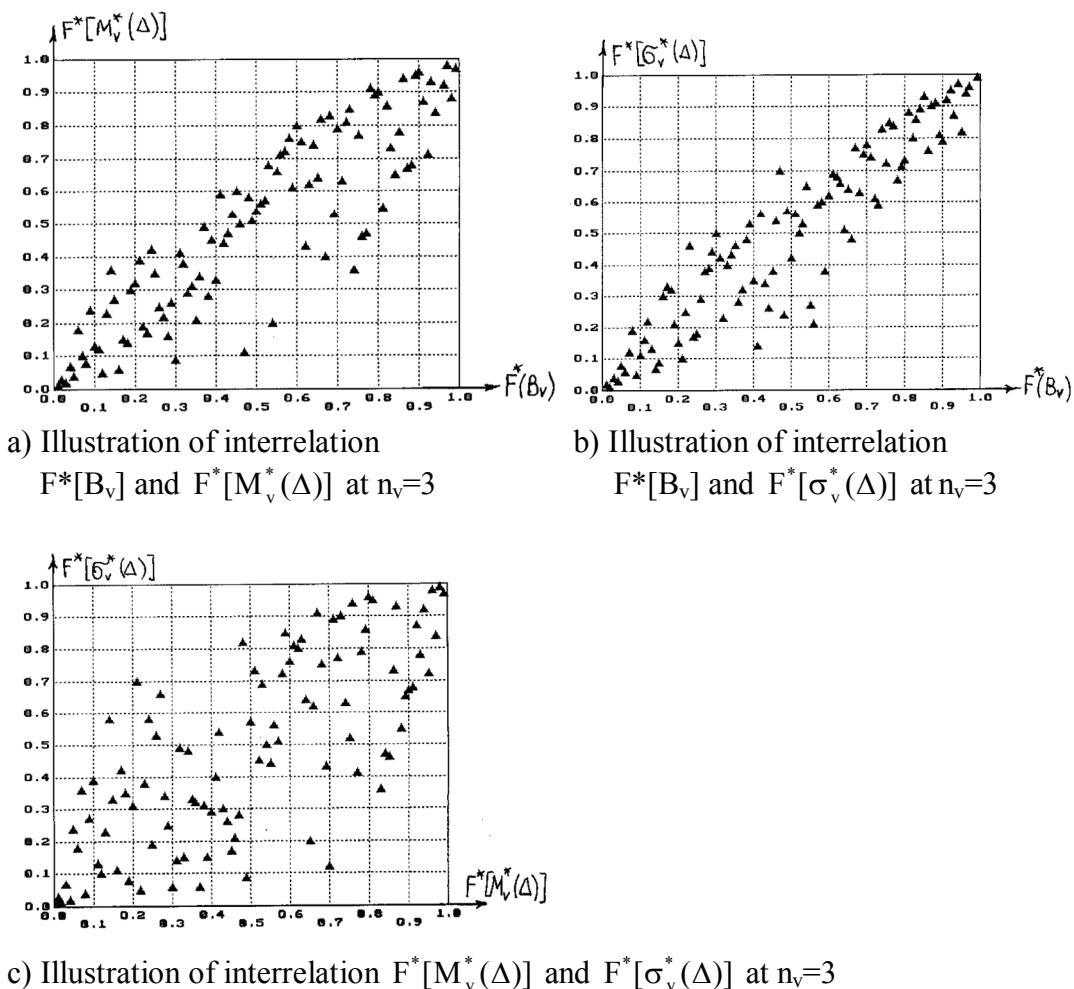 F*[M*v(Δ)]
1.0
0.9
0.8
0.7
0.6
0.5
0.4
0.3
0.2
0.1
0.0
0.0 0.1 0.2 0.3 0.4 0.5 0.6 0.7 0.8 0.9 1.0
F*(Bv)
a) Illustration of interrelation
F*[Bv] and F*[M*v(Δ)] at nv=3
F*[σ*v(Δ)]
1.0
0.9
0.8
0.7
0.6
0.5
0.4
0.3
0.2
0.1
0.0
0.0 0.1 0.2 0.3 0.4 0.5 0.6 0.7 0.8 0.9 1.0
F*(Bv)
b) Illustration of interrelation
F*[Bv] and F*[σ*v(Δ)] at nv=3
F*[σ*v(Δ)]
1.0
0.9
0.8
0.7
0.6
0.5
0.4
0.3
0.2
0.1
0.0
0.0 0.1 0.2 0.3 0.4 0.5 0.6 0.7 0.8 0.9 1.0
F*[M*v(Δ)]
c) Illustration of interrelation F*[M*v(Δ)] and F*[σ*v(Δ)] at nv=3